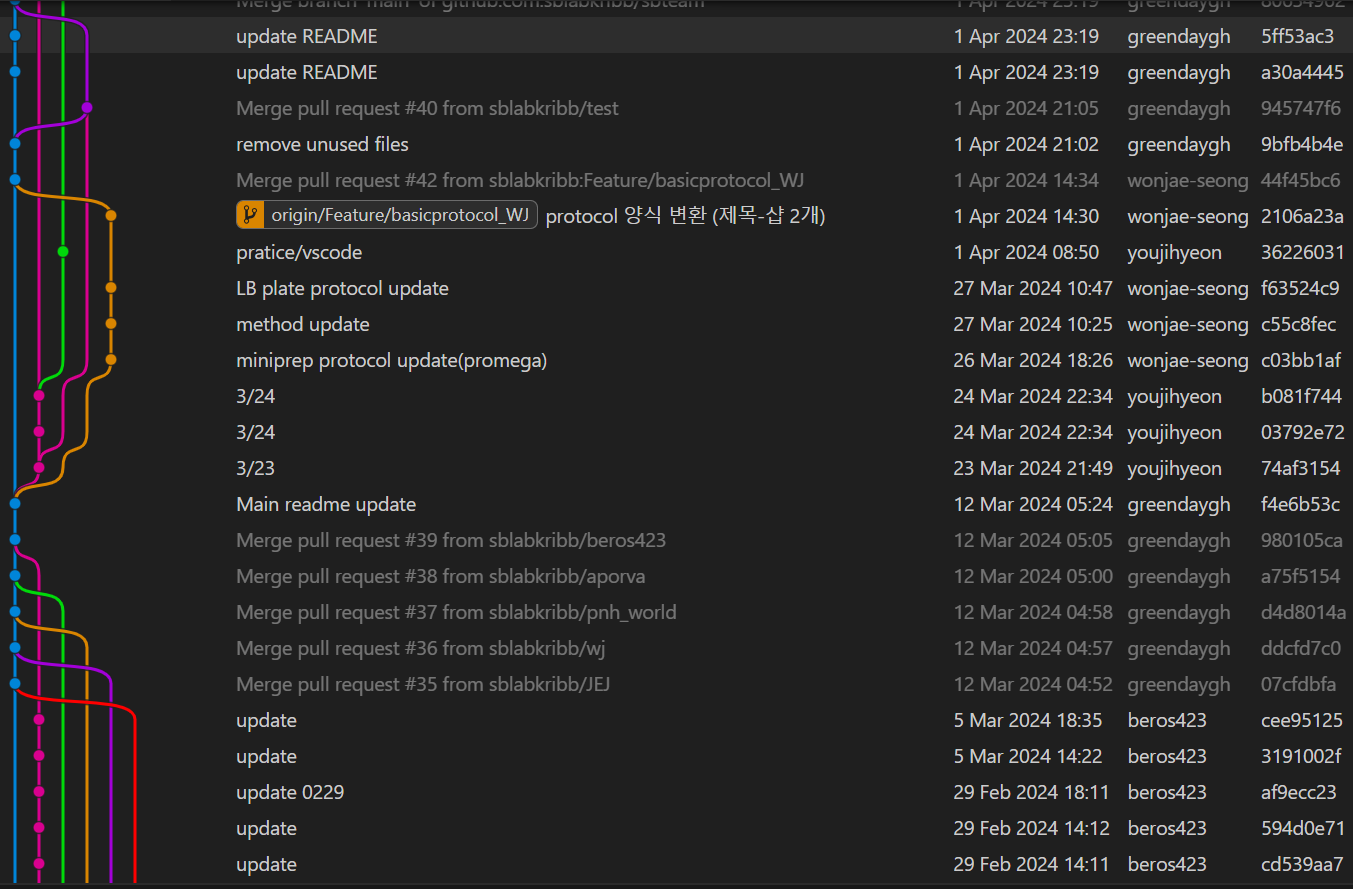 Merge branch 'main' of github.com:sblabkribb/sbteam 1 Apr 2024 23:19 greendaygh
update README 1 Apr 2024 23:19 greendaygh 5ff53ac3
update README 1 Apr 2024 23:19 greendaygh a30a4445
Merge pull request #40 from sblabkribb/test 1 Apr 2024 21:05 greendaygh 945747f6
remove unused files 1 Apr 2024 21:02 greendaygh 9bfb4b4e
Merge pull request #42 from sblabkribb:Feature/basicprotocol_WJ 1 Apr 2024 14:34 wonjae-seong 44f45bc6
origin/Feature/basicprotocol_WJ protocol 양식 변환 (제목-샵 2개) 1 Apr 2024 14:30 wonjae-seong 2106a23a
pratice/vscode 1 Apr 2024 08:50 youjihyeon 36226031
LB plate protocol update 27 Mar 2024 10:47 wonjae-seong f63524c9
method update 27 Mar 2024 10:25 wonjae-seong c55c8fec
miniprep protocol update(promega) 26 Mar 2024 18:26 wonjae-seong c03bb1af
3/24 24 Mar 2024 22:34 youjihyeon b081f744
3/24 24 Mar 2024 22:34 youjihyeon 03792e72
3/23 23 Mar 2024 21:49 youjihyeon 74af3154
Main readme update 12 Mar 2024 05:24 greendaygh f4e6b53c
Merge pull request #39 from sblabkribb/beros423 12 Mar 2024 05:05 greendaygh 980105ca
Merge pull request #38 from sblabkribb/aporva 12 Mar 2024 05:00 greendaygh a75f5154
Merge pull request #37 from sblabkribb/pnh_world 12 Mar 2024 04:58 greendaygh d4d8014a
Merge pull request #36 from sblabkribb/wj 12 Mar 2024 04:57 greendaygh ddcfd7c0
Merge pull request #35 from sblabkribb/JEJ 12 Mar 2024 04:52 greendaygh 07cfdbfa
update 5 Mar 2024 18:35 beros423 cee95125
update 5 Mar 2024 14:22 beros423 3191002f
update 0229 29 Feb 2024 18:11 beros423 af9ecc23
update 29 Feb 2024 14:12 beros423 594d0e71
update 29 Feb 2024 14:11 beros423 cd539aa7